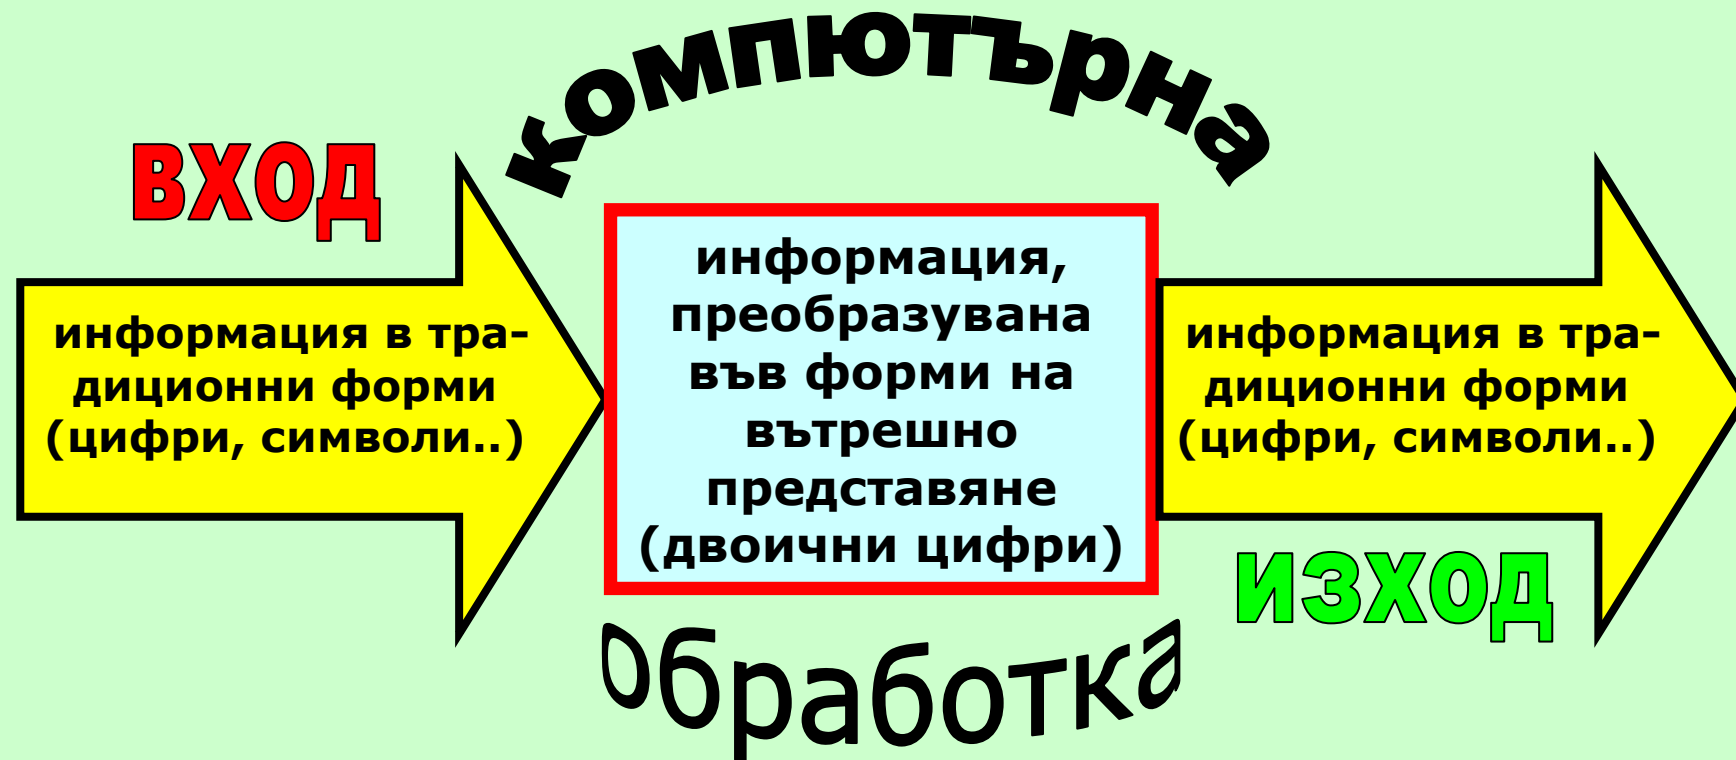 компютърна
ВХОД
информация в тра-
диционни форми
(цифри, символи..)
информация,
преобразувана
във форми на
вътрешно
представяне
(двоични цифри)
информация в тра-
диционни форми
(цифри, символи..)
ИЗХОД
обработка